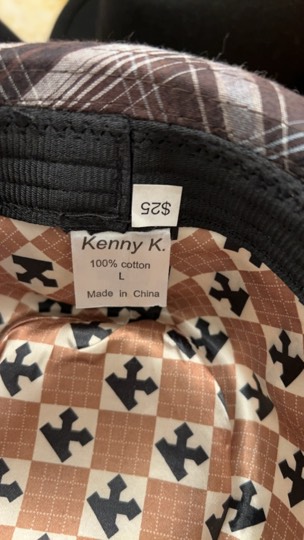 $25
Kenny K.
100% cotton
L
Made in China